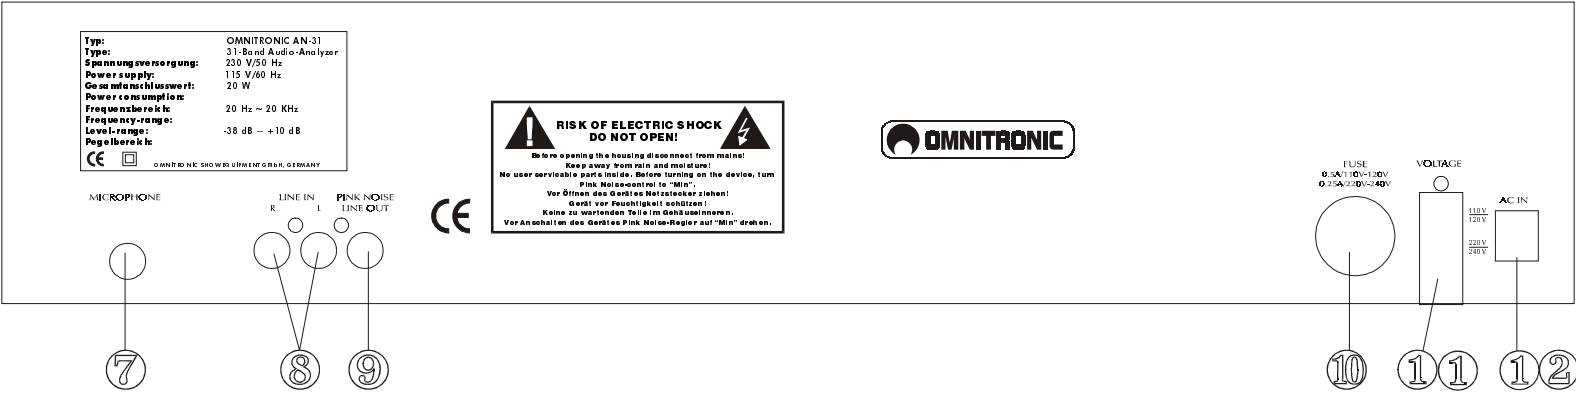 Typ: OMNITRONIC AN-31
Type: 31-Band Audio-Analyzer
Spannungsversorgung: 230 V/50 Hz
Power supply: 115 V/60 Hz
Gesamtanschlusswert: 20 W
Power consumption:
Frequenzbereich: 20 Hz ~ 20 KHz
Frequency-range:
Level-range: -38 dB – +10 dB
Pegelbereich:
CE OMNITRONIC SHOWEQUIPMENT GMbH, GERMANY
RISK OF ELECTRIC SHOCK
DO NOT OPEN!
Before opening the housing disconnect from mains!
Keep away from rain and moisture!
No user servicable parts inside. Before turning on the device, turn
Pink Noise-control to "Min".
Vor Öffnen des Gerätes Netzstecker ziehen!
Gerät vor Feuchtigkeit schützen!
Keine zu wartenden Teile im Gehäuseinneren.
Vor Anschalten des Gerätes Pink Noise-Regler auf "Min" drehen.
OMNITRONIC
MICROPHONE
LINE IN
R L
PINK NOISE
LINE OUT
CE
FUSE
0.5A/110V-120V
0.25A/220V-240V
VOLTAGE
110V
120V
220V
240V
AC IN
7 8 9 10 1 1 1 2